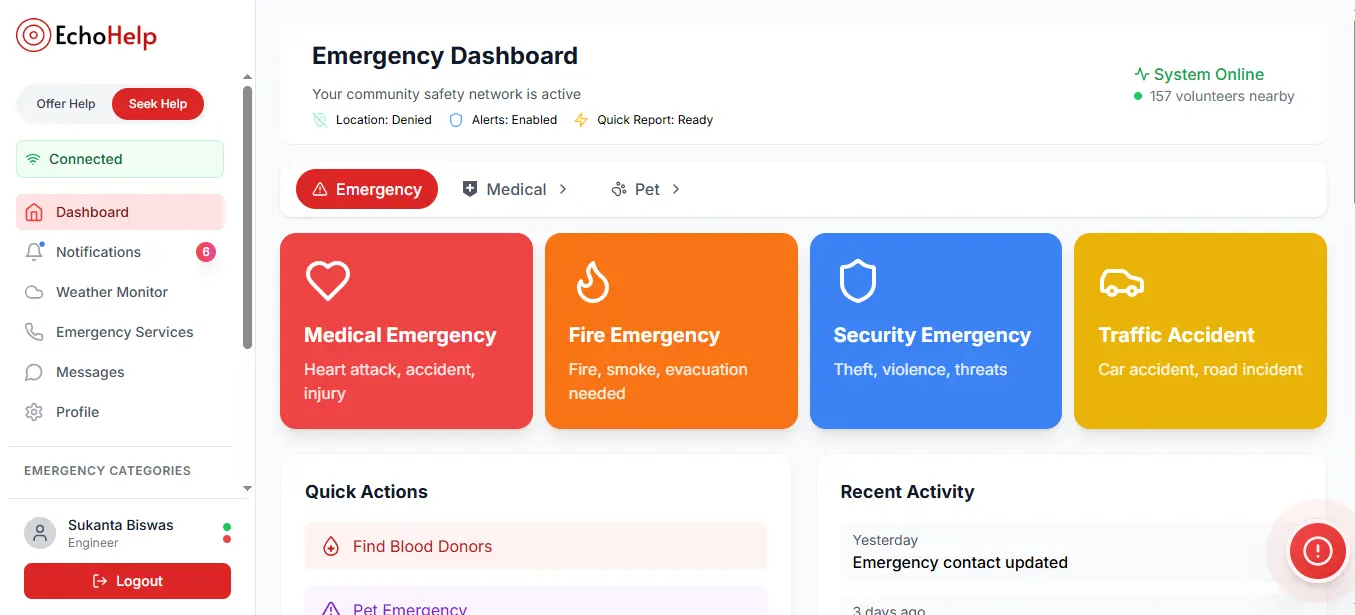 EchoHelp
Offer Help
Seek Help
Connected
Dashboard
Notifications
6
Weather Monitor
Emergency Services
Messages
Profile
EMERGENCY CATEGORIES
Sukanta Biswas
Engineer
Logout
Emergency Dashboard
Your community safety network is active
Location: Denied
Alerts: Enabled
Quick Report: Ready
System Online
157 volunteers nearby
Emergency
Medical
Pet
Medical Emergency
Heart attack, accident,
injury
Fire Emergency
Fire, smoke, evacuation
needed
Security Emergency
Theft, violence, threats
Traffic Accident
Car accident, road incident
Quick Actions
Find Blood Donors
Pet Emergency
Recent Activity
Yesterday
Emergency contact updated
3 days ago